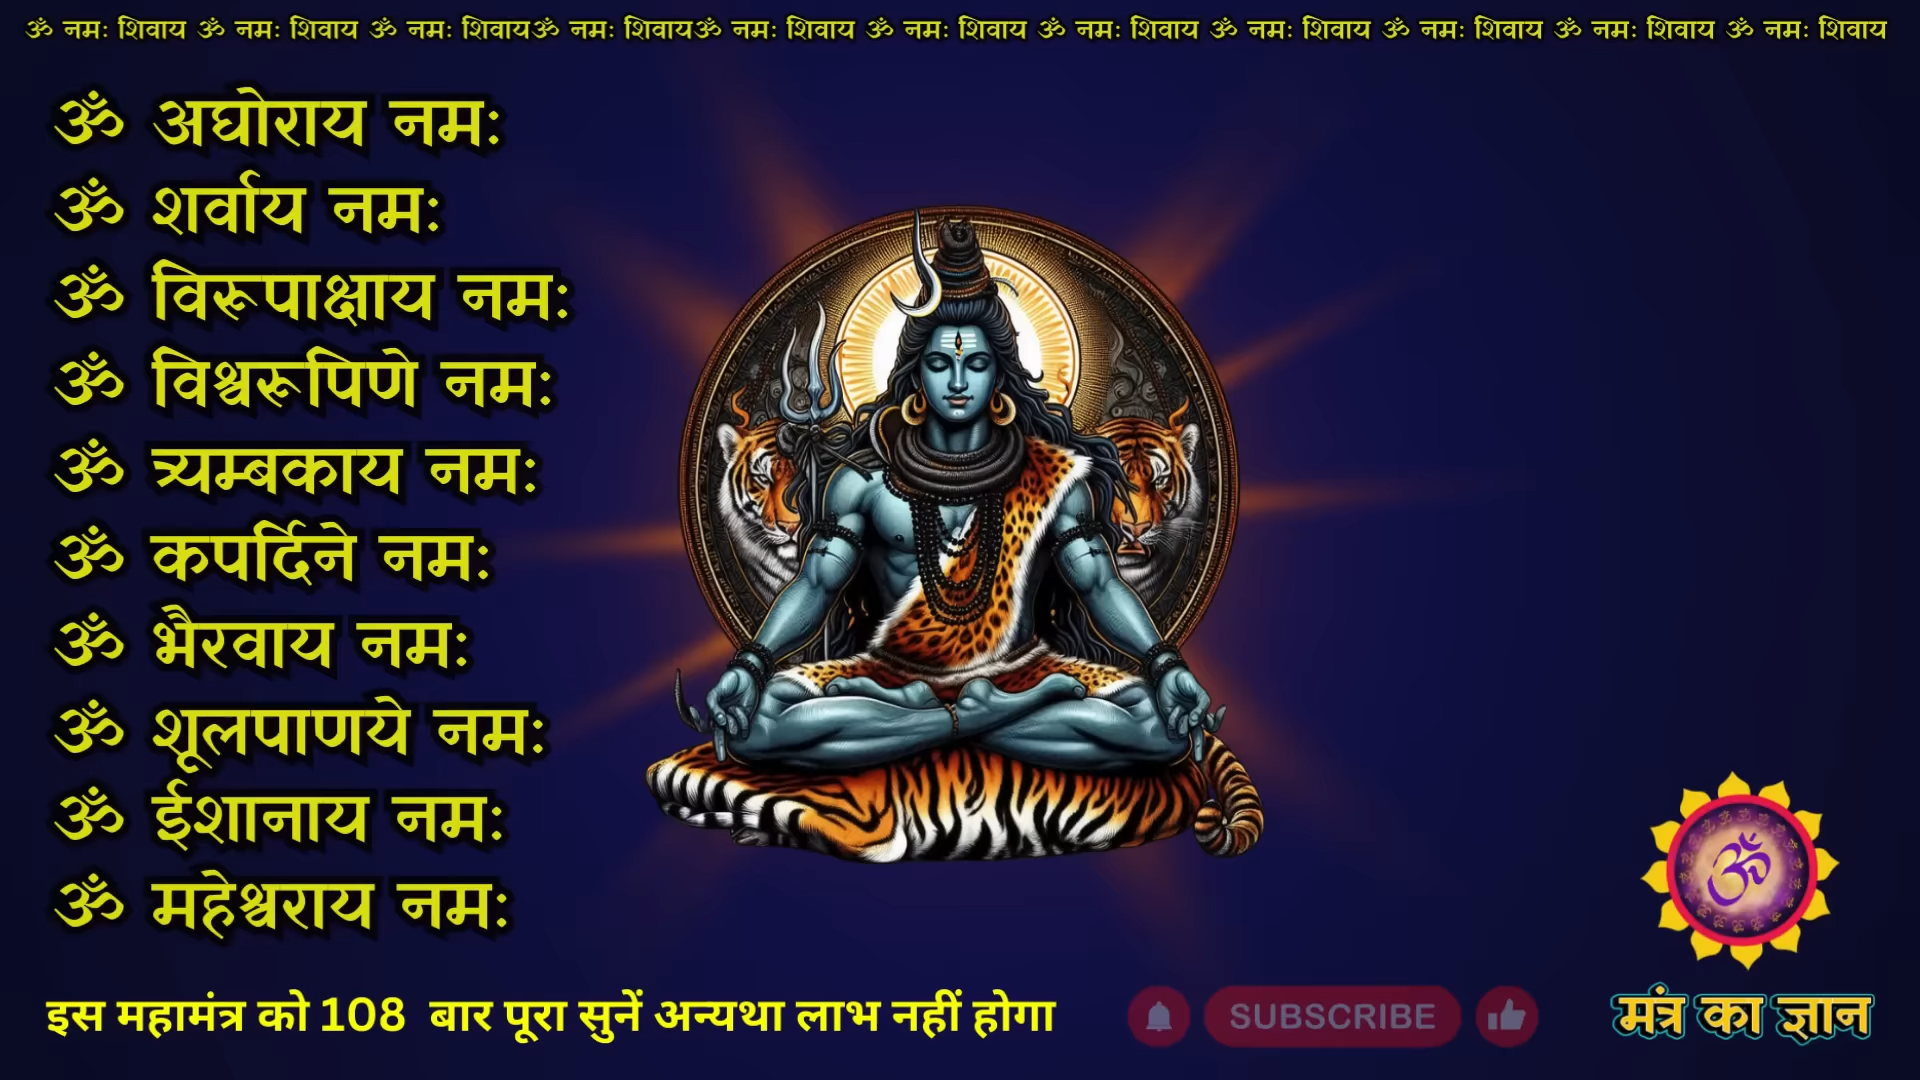 ॐ नमः शिवाय ॐ नमः शिवाय ॐ नमः शिवायॐ नमः शिवायॐ नमः शिवाय ॐ नमः शिवाय ॐ नमः शिवाय ॐ नमः शिवाय ॐ नमः शिवाय ॐ नमः शिवाय ॐ नमः शिवाय
ॐ अघोराय नमः
ॐ शर्वाय नमः
ॐ विरूपाक्षाय नमः
ॐ विश्वरूपिणे नमः
ॐ त्र्यम्बकाय नमः
ॐ कपर्दिने नमः
ॐ भैरवाय नमः
ॐ शूलपाणये नमः
ॐ ईशानाय नमः
ॐ महेश्वराय नमः
ॐ
इस महामंत्र को 108 बार पूरा सुनें अन्यथा लाभ नहीं होगा
SUBSCRIBE
मंत्र का ज्ञान